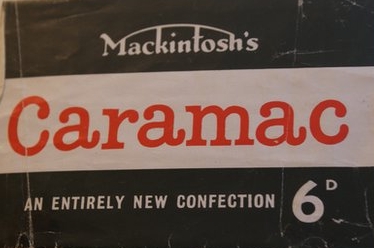 Mackintosh's
Caramac
AN ENTIRELY NEW CONFECTION 6D